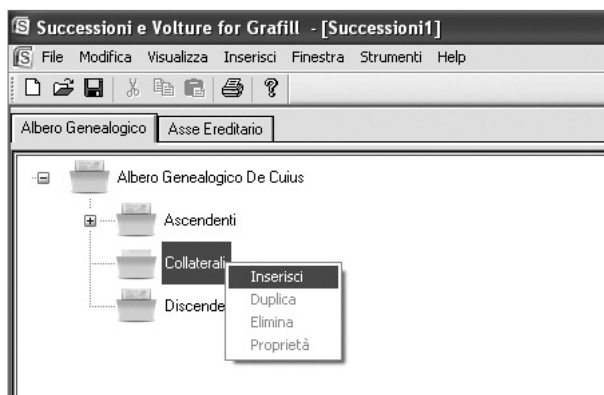 Successioni e Volture for Grafill - [Successioni1]
File Modifica Visualizza Inserisci Finestra Strumenti Help
Albero Genealogico Asse Ereditario
Albero Genealogico De Cuius
Ascendenti
Collaterali
Inserisci
Discende
Duplica
Elimina
Proprietà